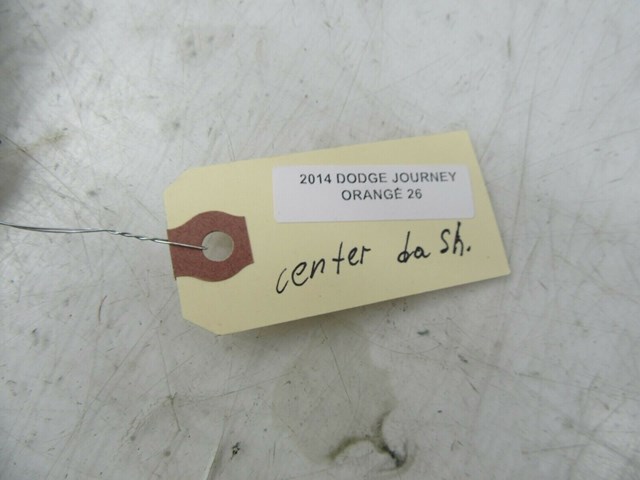 2014 DODGE JOURNEY
ORANGE 26
center dash.